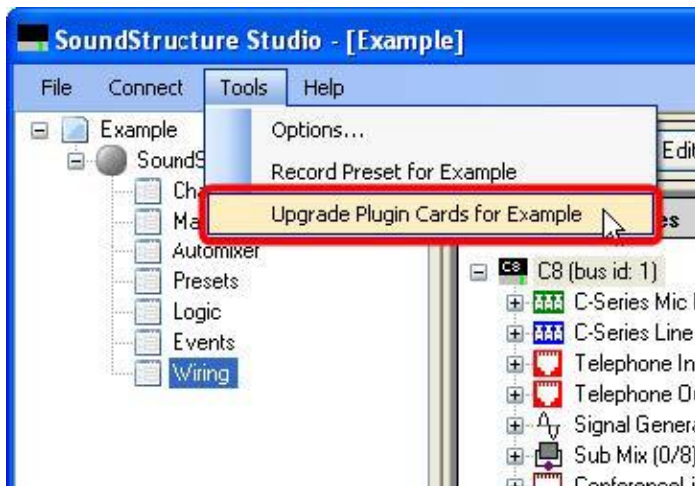 SoundStructure Studio - [Example]
File Connect Tools Help
Example
Options...
Record Preset for Example
Upgrade Plugin Cards for Example
Edit
Automixer
Presets
Logic
Events
Wiring
C8
C8 (bus id: 1)
C-Series Mic
C-Series Line
Telephone In
Telephone
Signal
Sub Mix (0/8)